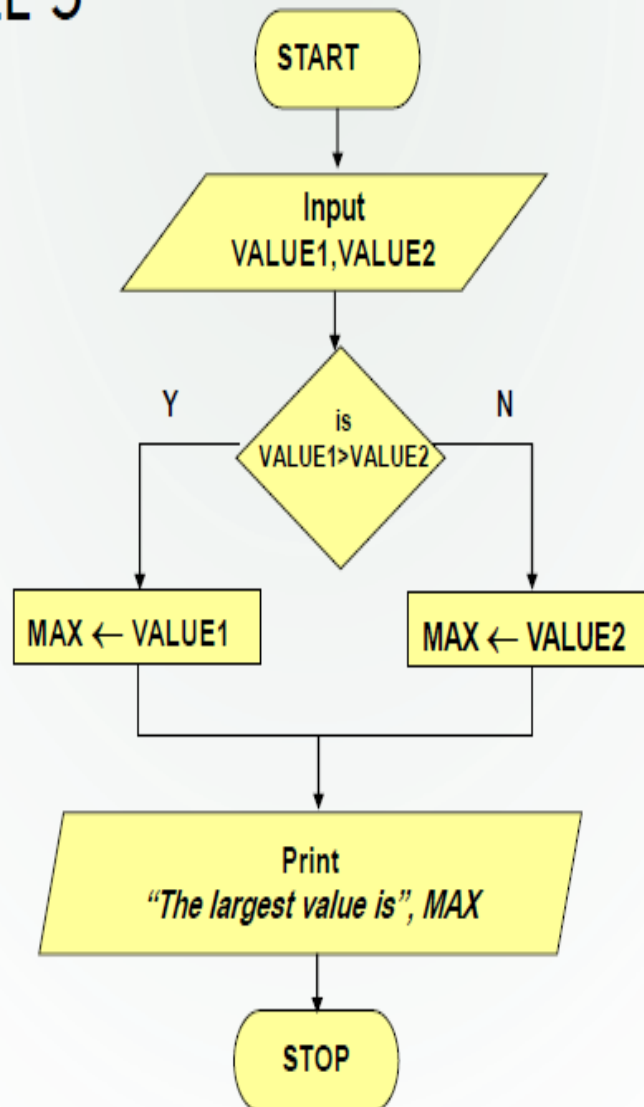 START
Input
VALUE1,VALUE2
Y
N
is
VALUE1>VALUE2
MAX ← VALUE1
MAX ← VALUE2
Print
“The largest value is”, MAX
STOP